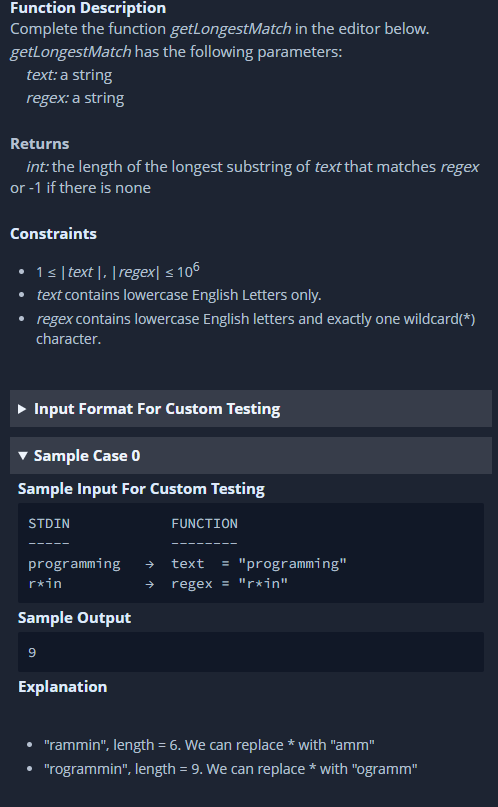 Function Description
Complete the function getLongestMatch in the editor below.
getLongestMatch has the following parameters:
text: a string
regex: a string
Returns
int: the length of the longest substring of text that matches regex
or -1 if there is none
Constraints
• 1 ≤ |text |, |regex| ≤ 10⁶
• text contains lowercase English Letters only.
• regex contains lowercase English letters and exactly one wildcard(*)
character.
▶ Input Format For Custom Testing
▼ Sample Case 0
Sample Input For Custom Testing
STDIN FUNCTION
----- --------
programming → text = "programming"
r*in → regex = "r*in"
Sample Output
9
Explanation
• "rammin", length = 6. We can replace * with "amm"
• "rogrammin", length = 9. We can replace * with "ogramm"